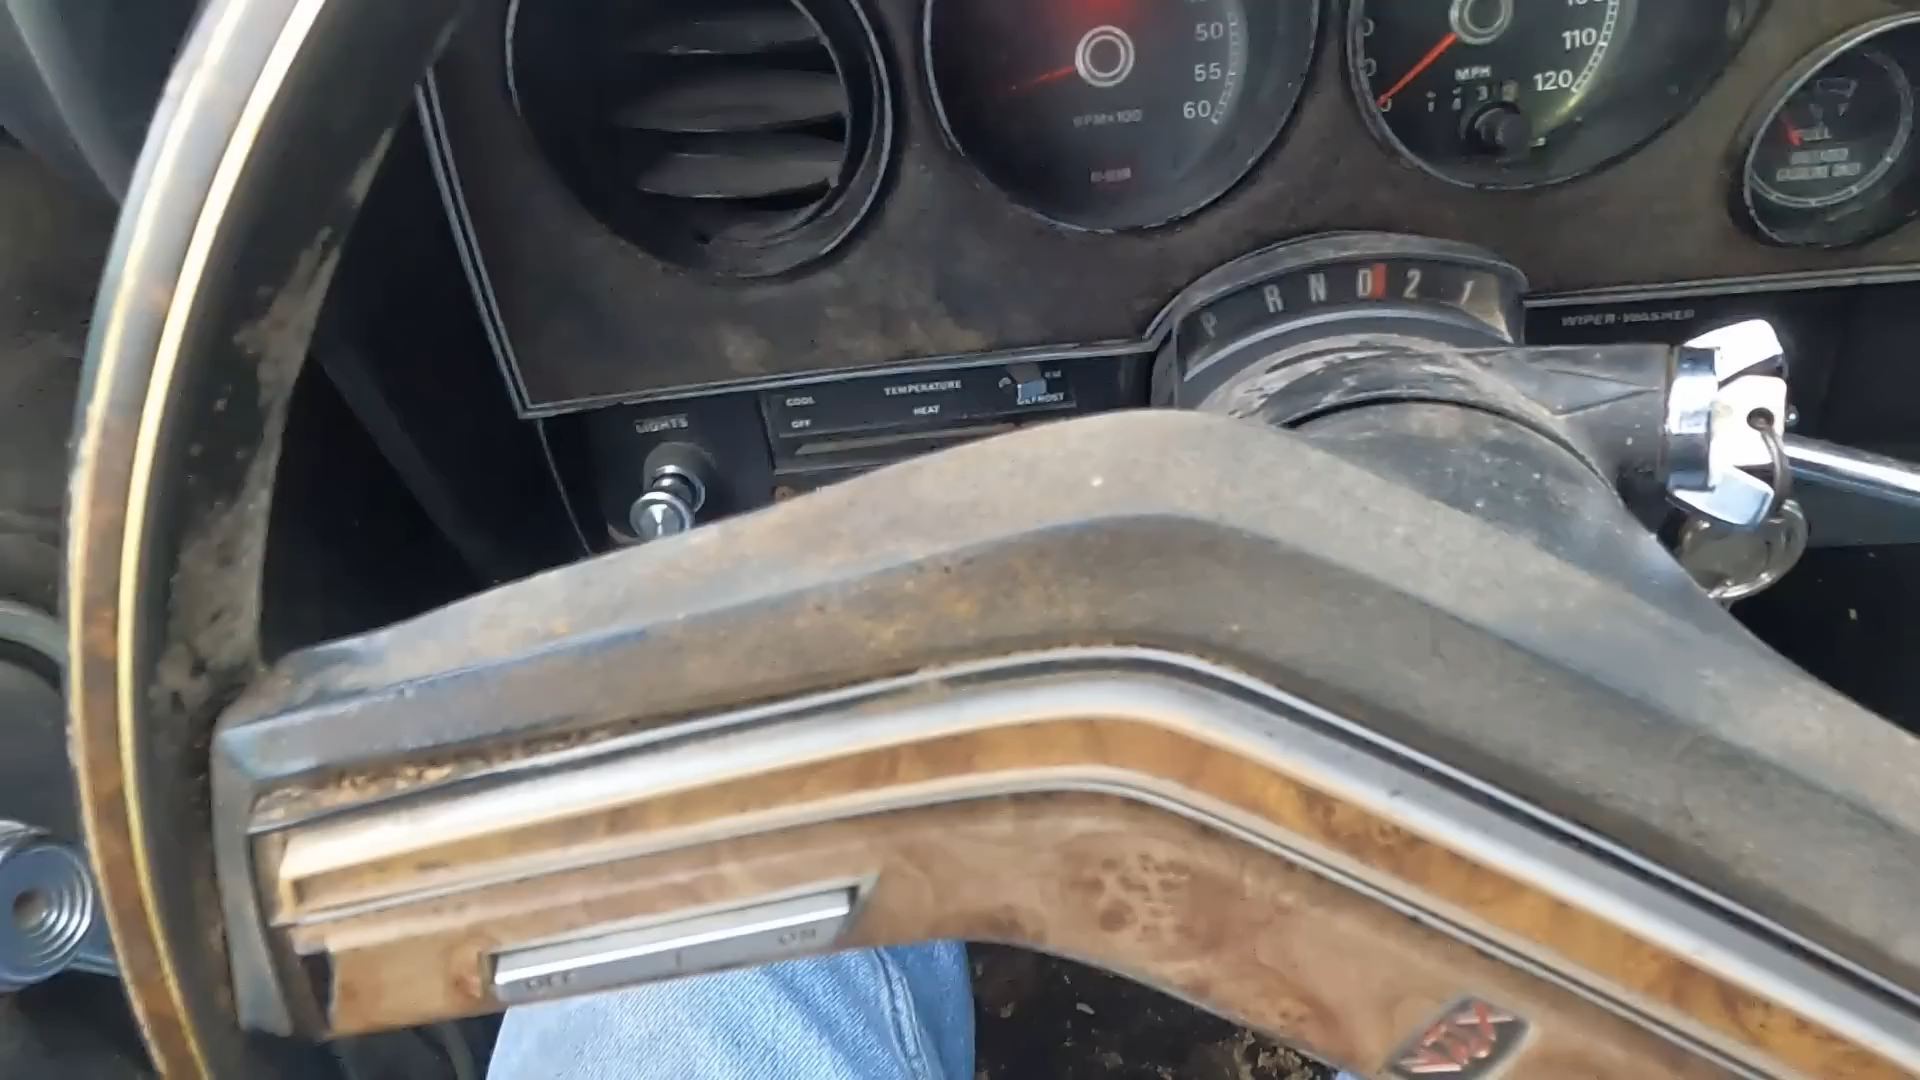 50
55
60
RPM×100
110
MPH
120
FUEL
UNLEADED
GASOLINE ONLY
P R N D 2 1
WIPER-WASHER
LIGHTS
COOL
TEMPERATURE
OFF
HEAT
DEFROST
OFF
ON